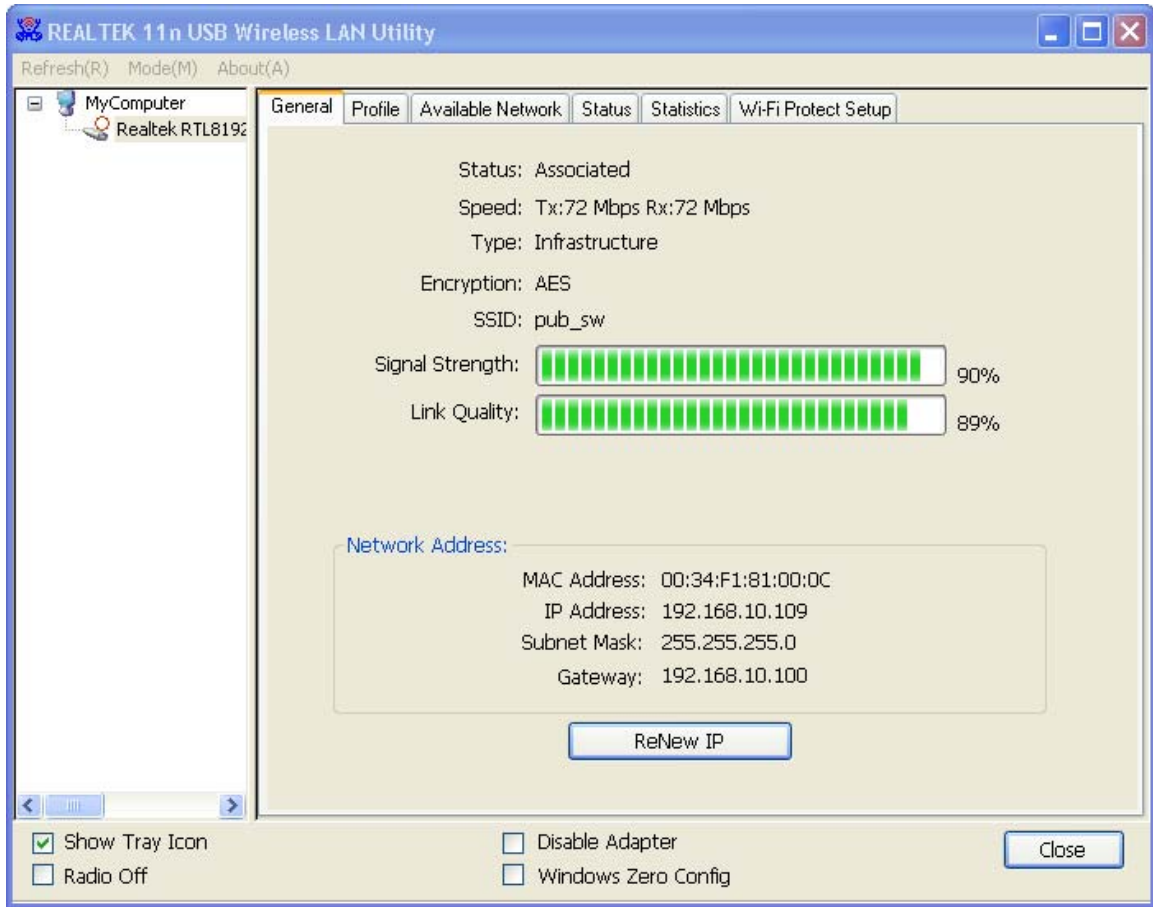 REALTEK 11n USB Wireless LAN Utility
Refresh(R) Mode(M) About(A)
MyComputer
Realtek RTL8192
General Profile Available Network Status Statistics Wi-Fi Protect Setup
Status: Associated
Speed: Tx:72 Mbps Rx:72 Mbps
Type: Infrastructure
Encryption: AES
SSID: pub_sw
Signal Strength: 90%
Link Quality: 89%
Network Address:
MAC Address: 00:34:F1:81:00:0C
IP Address: 192.168.10.109
Subnet Mask: 255.255.255.0
Gateway: 192.168.10.100
ReNew IP
Show Tray Icon Disable Adapter Close
Radio Off Windows Zero Config